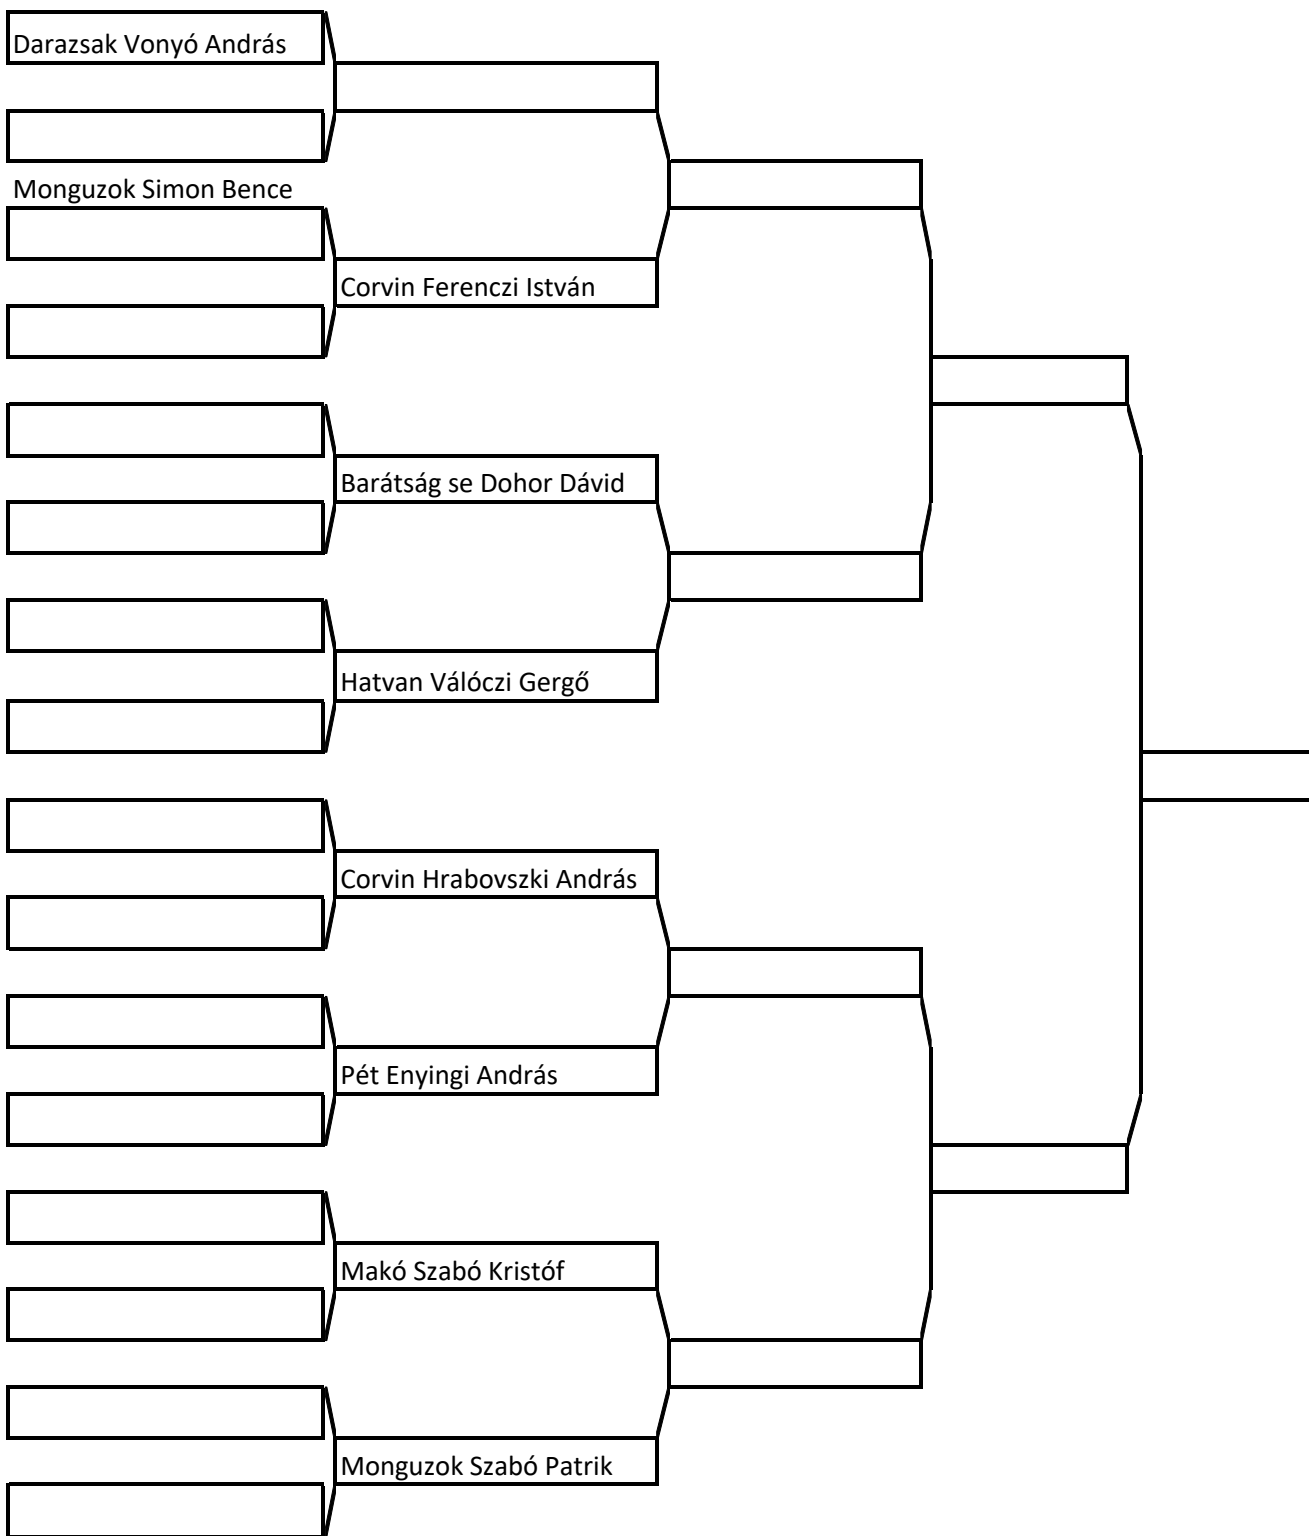 Darazsak Vonyó András
Monguzok Simon Bence
Corvin Ferenczi István
Barátság se Dohor Dávid
Hatvan Válóczi Gergő
Corvin Hrabovszki András
Pét Enyingi András
Makó Szabó Kristóf
Monguzok Szabó Patrik